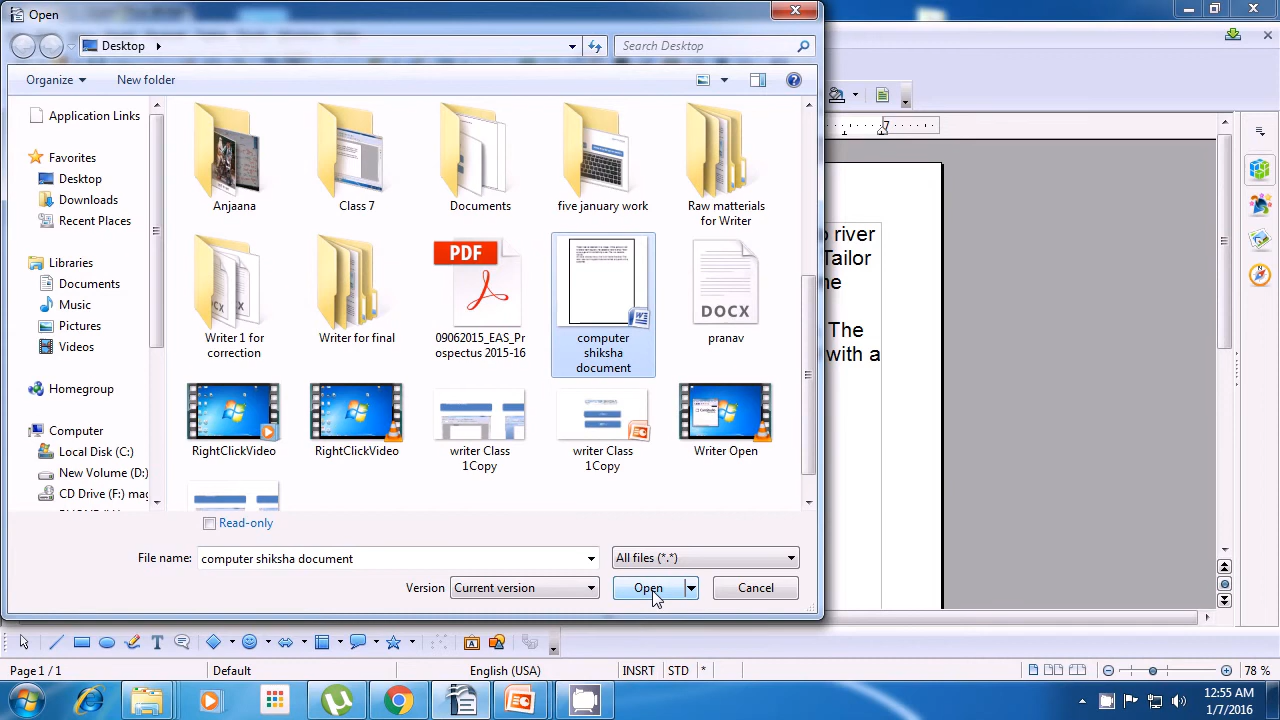 Open
Desktop
Search Desktop
Organize
New folder
Application Links
Favorites
Desktop
Downloads
Recent Places
Libraries
Documents
Music
Pictures
Videos
Homegroup
Computer
Local Disk (C:)
New Volume (D:)
CD Drive (F:) mag
Anjaana
Class 7
Documents
five january work
Raw matterials
for Writer
Writer 1 for
correction
Writer for final
PDF
09062015_EAS_Pr
ospectus 2015-16
computer
shiksha
document
DOCX
pranav
RightClickVideo
RightClickVideo
writer Class
1Copy
writer Class
1Copy
Writer Open
Read-only
File name:
computer shiksha document
All files (*.*)
Version
Current version
Open
Cancel
river
Tailor
The
with a
Page 1 / 1
Default
English (USA)
INSRT
STD
*
78 %
12:55 AM
1/7/2016